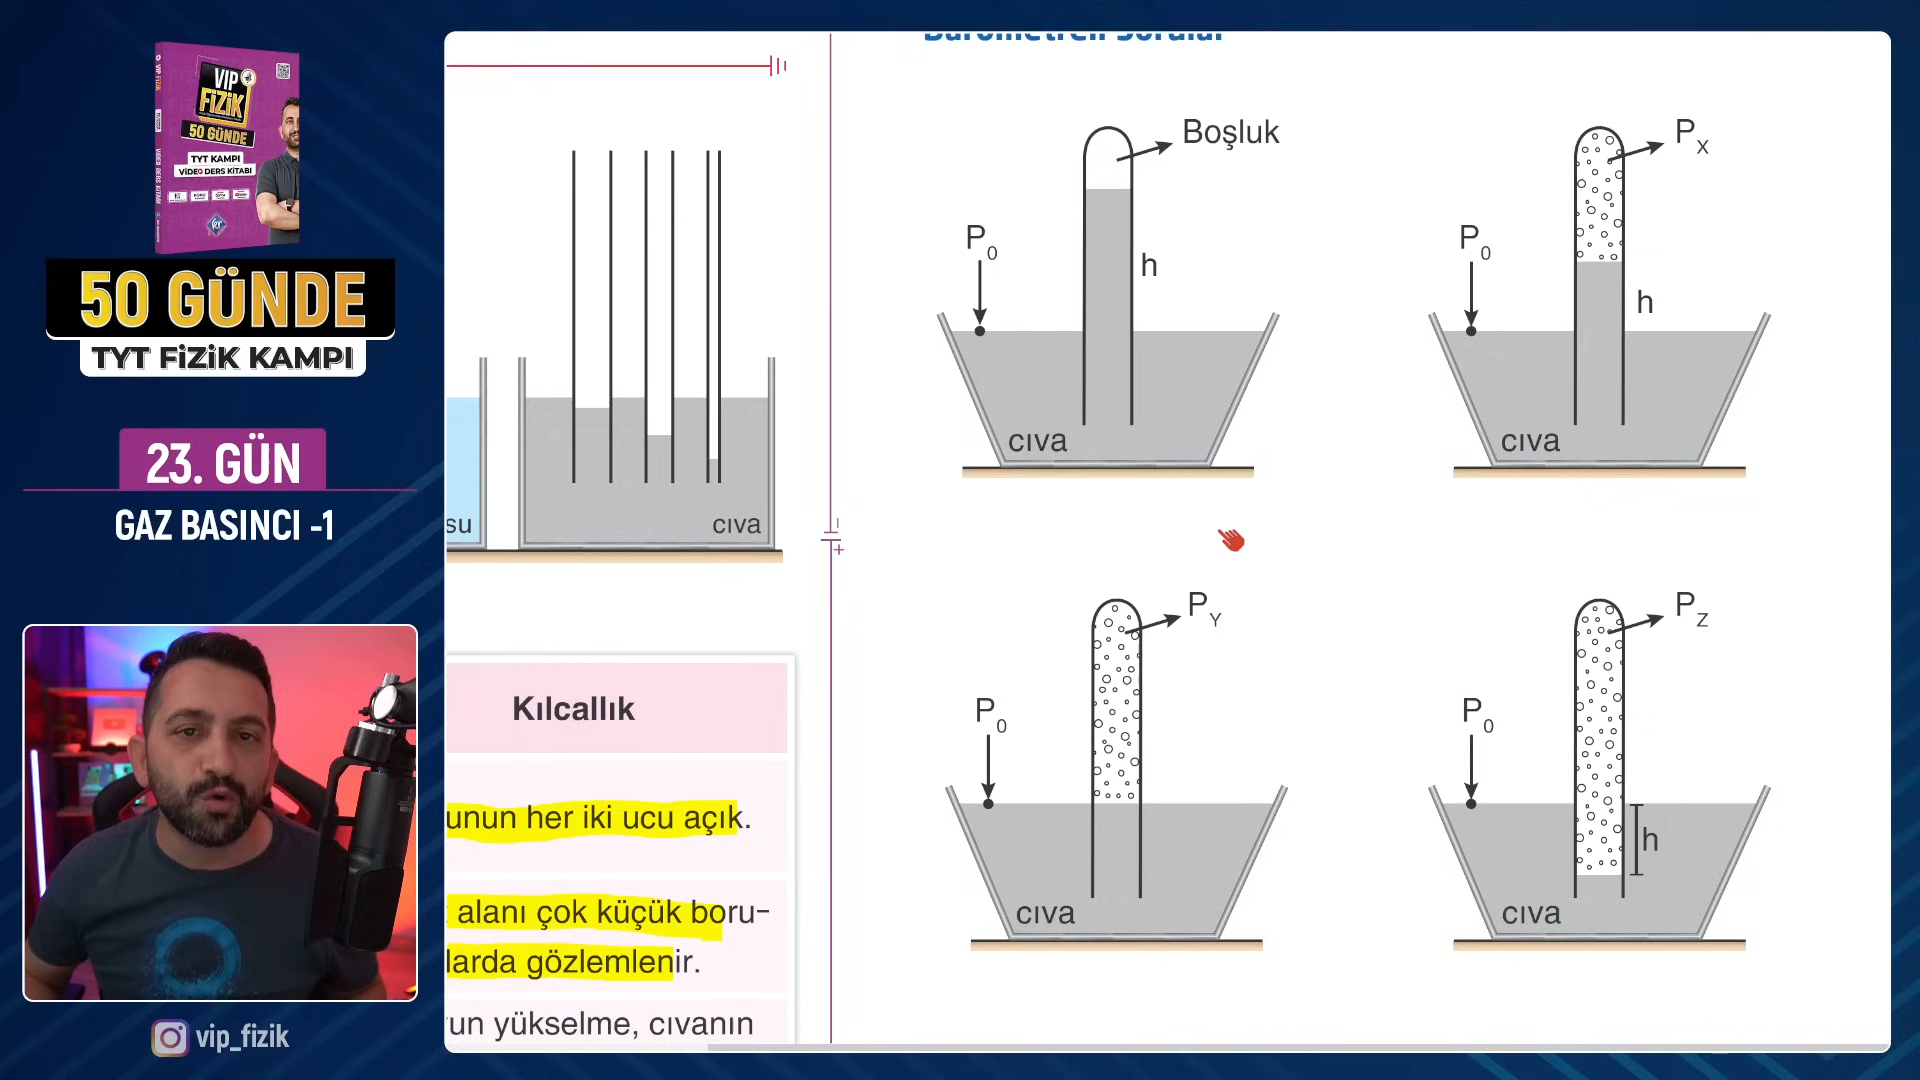 VIP
FİZİK
50 GÜNDE
TYT KAMPI
VİDEO DERS KİTABI
50 GÜNDE
TYT FİZİK KAMPI
23. GÜN
GAZ BASINCI -1
vip_fizik
su
cıva
Kılcallık
unun her iki ucu açık.
alanı çok küçük boru-
larda gözlemlenir.
un yükselme, cıvanın
Barometreli Sorular
Boşluk
P0
h
cıva
PX
P0
h
cıva
PY
P0
cıva
PZ
P0
h
cıva